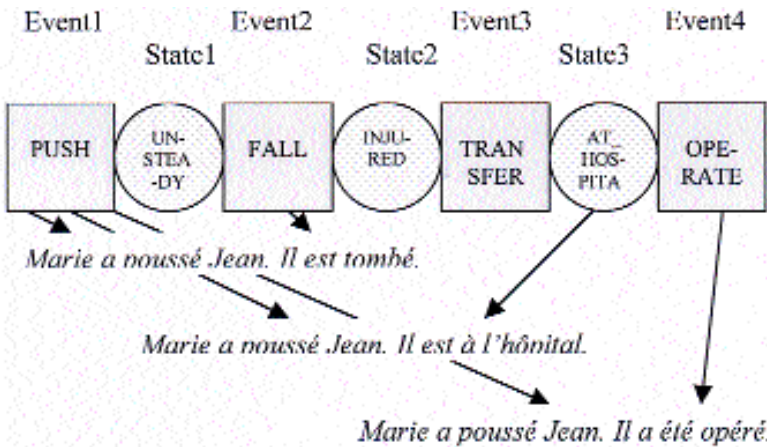 Event1 Event2 Event3 Event4
State1 State2 State3
PUSH
UN-
STEA
-DY
FALL
INJU-
RED
TRAN
SFER
AT_
HOS-
PITA
OPE-
RATE
Marie a poussé Jean. Il est tombé.
Marie a poussé Jean. Il est à l'hôpital.
Marie a poussé Jean. Il a été opéré